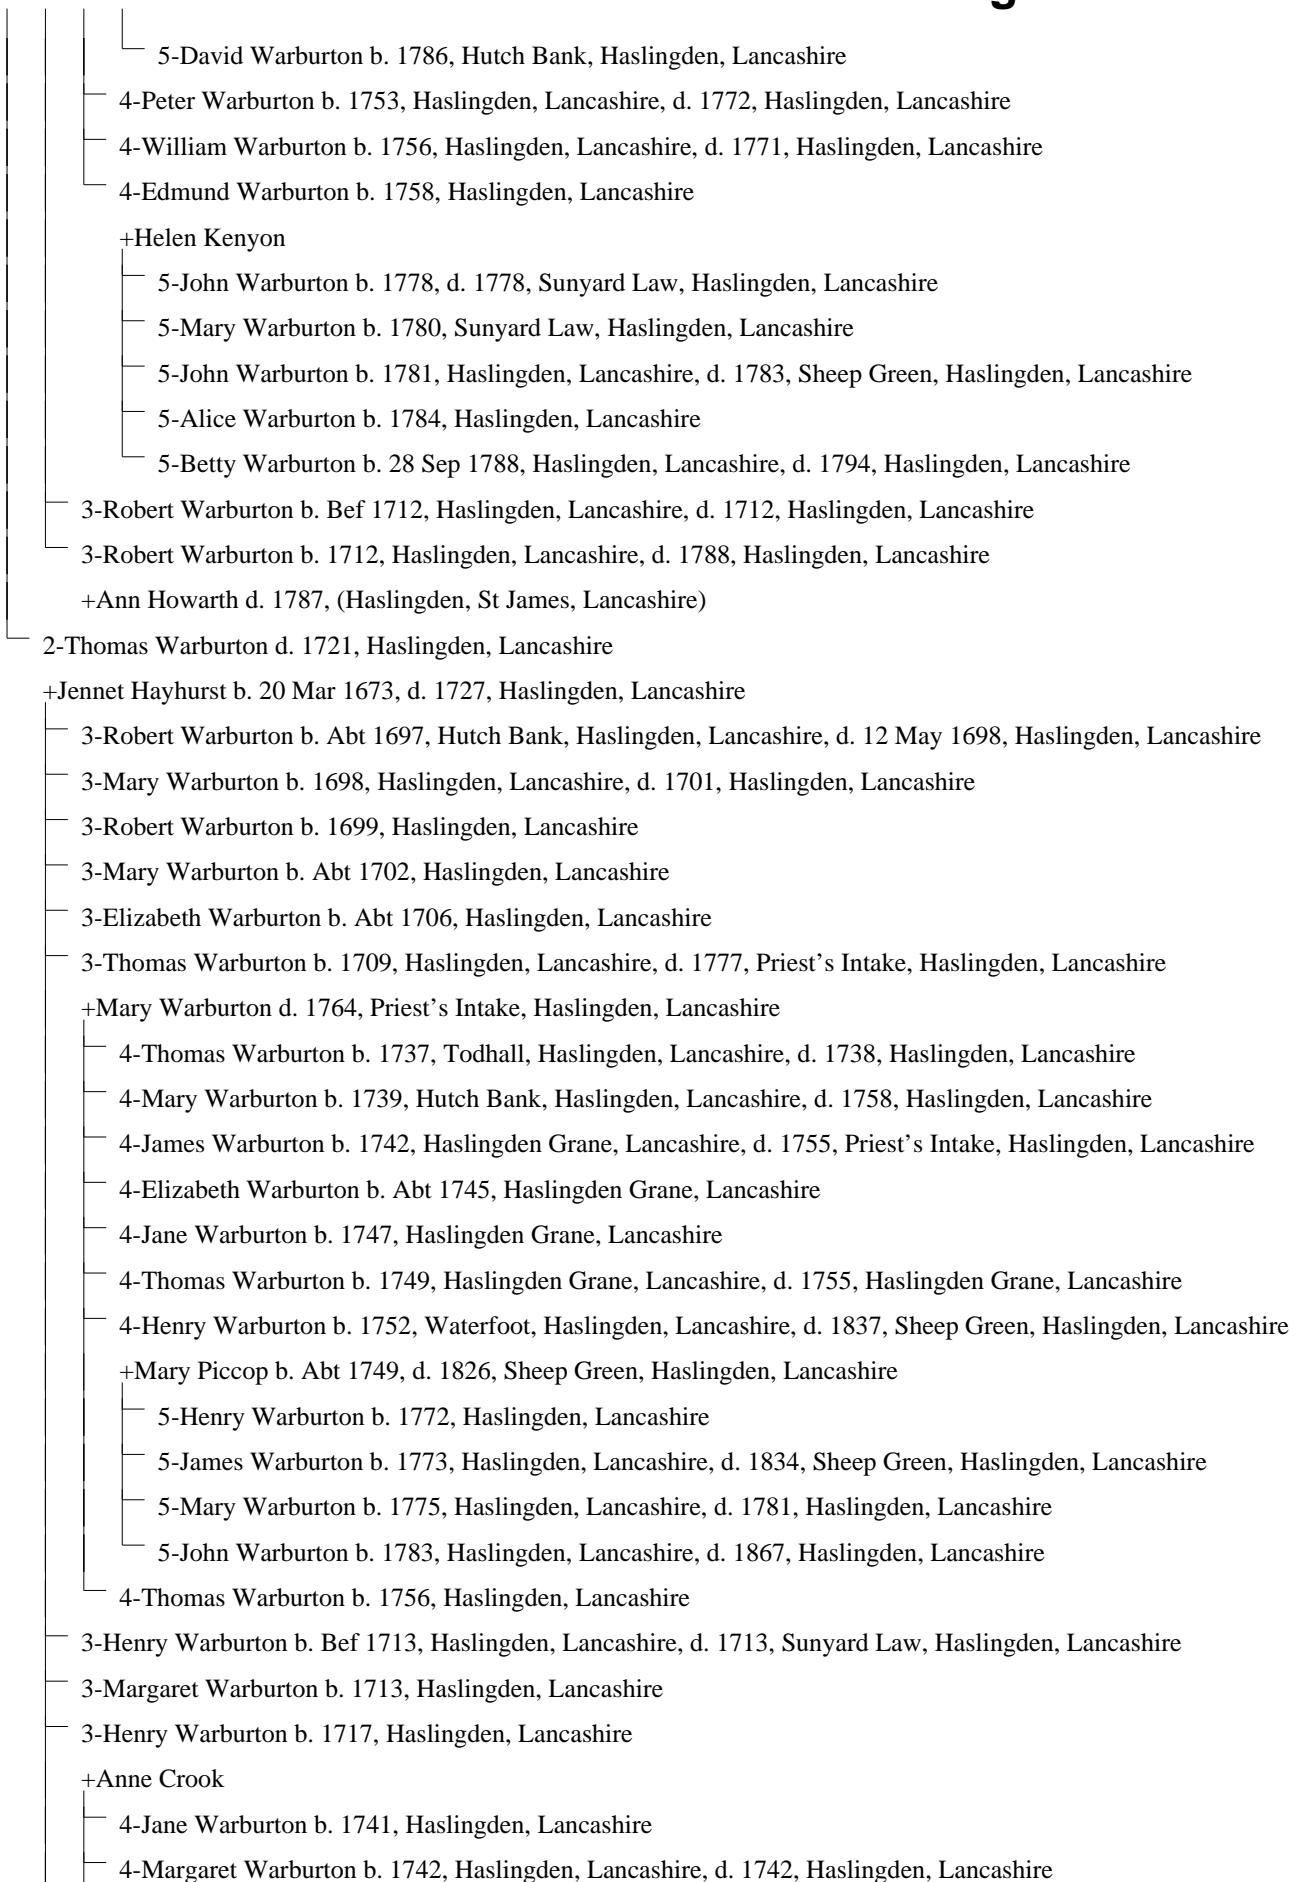 5-David Warburton b. 1786, Hutch Bank, Haslingden, Lancashire
4-Peter Warburton b. 1753, Haslingden, Lancashire, d. 1772, Haslingden, Lancashire
4-William Warburton b. 1756, Haslingden, Lancashire, d. 1771, Haslingden, Lancashire
4-Edmund Warburton b. 1758, Haslingden, Lancashire
+Helen Kenyon
5-John Warburton b. 1778, d. 1778, Sunyard Law, Haslingden, Lancashire
5-Mary Warburton b. 1780, Sunyard Law, Haslingden, Lancashire
5-John Warburton b. 1781, Haslingden, Lancashire, d. 1783, Sheep Green, Haslingden, Lancashire
5-Alice Warburton b. 1784, Haslingden, Lancashire
5-Betty Warburton b. 28 Sep 1788, Haslingden, Lancashire, d. 1794, Haslingden, Lancashire
3-Robert Warburton b. Bef 1712, Haslingden, Lancashire, d. 1712, Haslingden, Lancashire
3-Robert Warburton b. 1712, Haslingden, Lancashire, d. 1788, Haslingden, Lancashire
+Ann Howarth d. 1787, (Haslingden, St James, Lancashire)
2-Thomas Warburton d. 1721, Haslingden, Lancashire
+Jennet Hayhurst b. 20 Mar 1673, d. 1727, Haslingden, Lancashire
3-Robert Warburton b. Abt 1697, Hutch Bank, Haslingden, Lancashire, d. 12 May 1698, Haslingden, Lancashire
3-Mary Warburton b. 1698, Haslingden, Lancashire, d. 1701, Haslingden, Lancashire
3-Robert Warburton b. 1699, Haslingden, Lancashire
3-Mary Warburton b. Abt 1702, Haslingden, Lancashire
3-Elizabeth Warburton b. Abt 1706, Haslingden, Lancashire
3-Thomas Warburton b. 1709, Haslingden, Lancashire, d. 1777, Priest's Intake, Haslingden, Lancashire
+Mary Warburton d. 1764, Priest's Intake, Haslingden, Lancashire
4-Thomas Warburton b. 1737, Todhall, Haslingden, Lancashire, d. 1738, Haslingden, Lancashire
4-Mary Warburton b. 1739, Hutch Bank, Haslingden, Lancashire, d. 1758, Haslingden, Lancashire
4-James Warburton b. 1742, Haslingden Grane, Lancashire, d. 1755, Priest's Intake, Haslingden, Lancashire
4-Elizabeth Warburton b. Abt 1745, Haslingden Grane, Lancashire
4-Jane Warburton b. 1747, Haslingden Grane, Lancashire
4-Thomas Warburton b. 1749, Haslingden Grane, Lancashire, d. 1755, Haslingden Grane, Lancashire
4-Henry Warburton b. 1752, Waterfoot, Haslingden, Lancashire, d. 1837, Sheep Green, Haslingden, Lancashire
+Mary Piccop b. Abt 1749, d. 1826, Sheep Green, Haslingden, Lancashire
5-Henry Warburton b. 1772, Haslingden, Lancashire
5-James Warburton b. 1773, Haslingden, Lancashire, d. 1834, Sheep Green, Haslingden, Lancashire
5-Mary Warburton b. 1775, Haslingden, Lancashire, d. 1781, Haslingden, Lancashire
5-John Warburton b. 1783, Haslingden, Lancashire, d. 1867, Haslingden, Lancashire
4-Thomas Warburton b. 1756, Haslingden, Lancashire
3-Henry Warburton b. Bef 1713, Haslingden, Lancashire, d. 1713, Sunyard Law, Haslingden, Lancashire
3-Margaret Warburton b. 1713, Haslingden, Lancashire
3-Henry Warburton b. 1717, Haslingden, Lancashire
+Anne Crook
4-Jane Warburton b. 1741, Haslingden, Lancashire
4-Margaret Warburton b. 1742, Haslingden, Lancashire, d. 1742, Haslingden, Lancashire